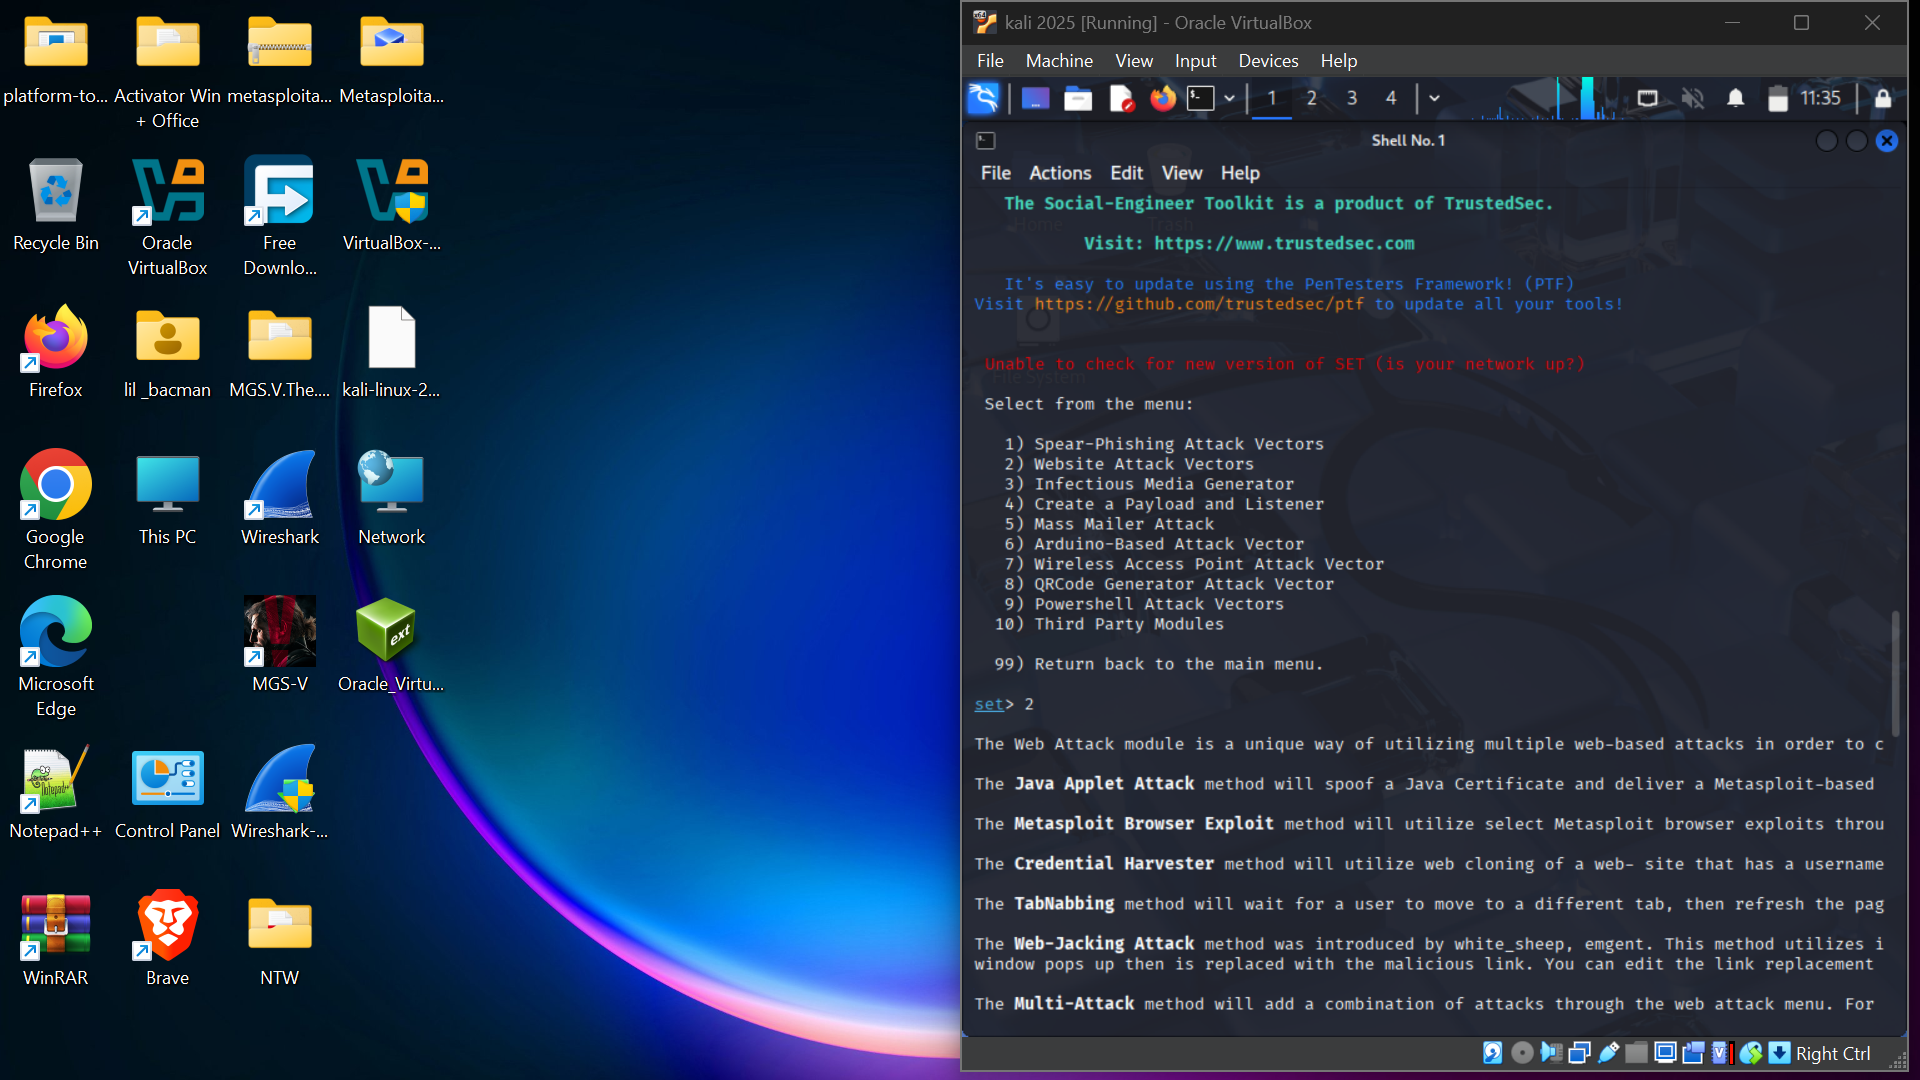 platform-to...
Activator Win + Office
metasploita...
Metasploita...
Recycle Bin
Oracle VirtualBox
Free Downlo...
VirtualBox-...
Firefox
lil _bacman
MGS.V.The....
kali-linux-2...
Google Chrome
This PC
Wireshark
Network
Microsoft Edge
MGS-V
ext
Oracle_Virtu...
Notepad++
Control Panel
Wireshark-...
WinRAR
Brave
NTW
kali 2025 [Running] - Oracle VirtualBox
File Machine View Input Devices Help
1 2 3 4 11:35
Shell No. 1
File Actions Edit View Help
The Social-Engineer Toolkit is a product of TrustedSec.
Home Trash
Visit: https://www.trustedsec.com
It's easy to update using the PenTesters Framework! (PTF)
Visit https://github.com/trustedsec/ptf to update all your tools!
Unable to check for new version of SET (is your network up?)
File System
Select from the menu:
1) Spear-Phishing Attack Vectors
2) Website Attack Vectors
3) Infectious Media Generator
4) Create a Payload and Listener
5) Mass Mailer Attack
6) Arduino-Based Attack Vector
7) Wireless Access Point Attack Vector
8) QRCode Generator Attack Vector
9) Powershell Attack Vectors
10) Third Party Modules
99) Return back to the main menu.
set> 2
The Web Attack module is a unique way of utilizing multiple web-based attacks in order to c
The Java Applet Attack method will spoof a Java Certificate and deliver a Metasploit-based
The Metasploit Browser Exploit method will utilize select Metasploit browser exploits throu
The Credential Harvester method will utilize web cloning of a web- site that has a username
The TabNabbing method will wait for a user to move to a different tab, then refresh the pag
The Web-Jacking Attack method was introduced by white_sheep, emgent. This method utilizes i
window pops up then is replaced with the malicious link. You can edit the link replacement
The Multi-Attack method will add a combination of attacks through the web attack menu. For
Right Ctrl